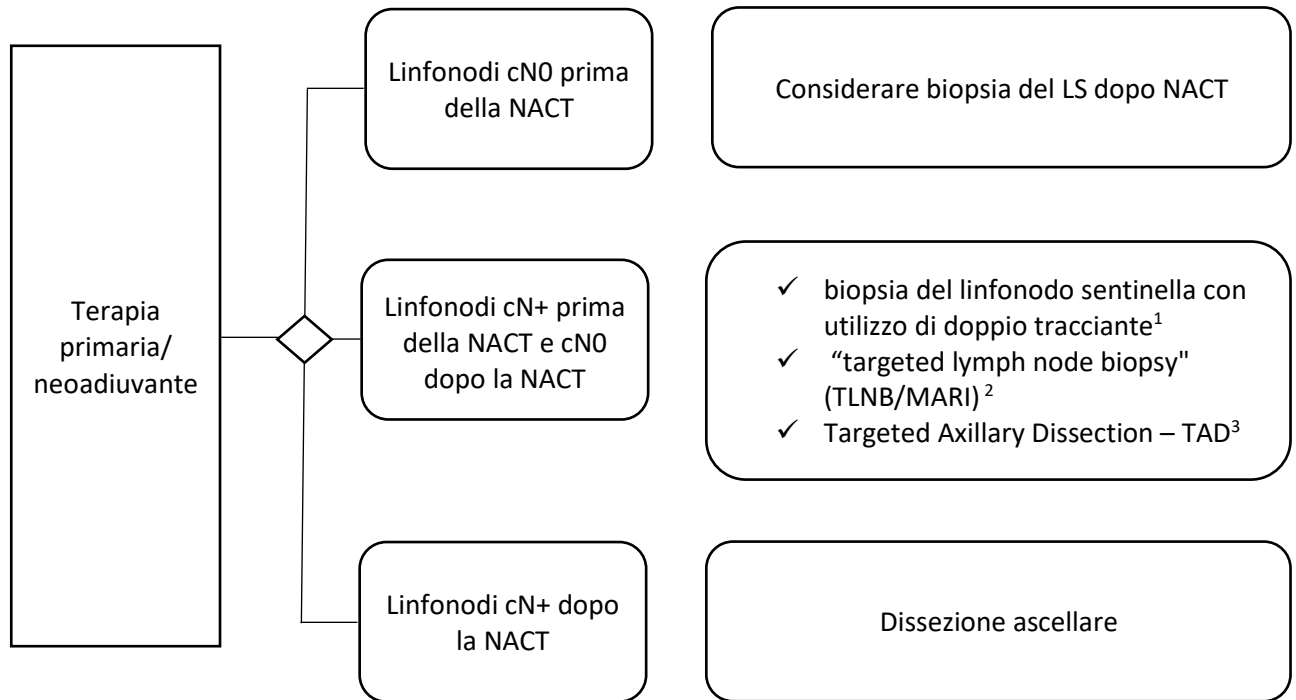 Terapia
primaria/
neoadiuvante
Linfonodi cN0 prima
della NACT
Considerare biopsia del LS dopo NACT
Linfonodi cN+ prima
della NACT e cN0
dopo la NACT
✓ biopsia del linfonodo sentinella con
utilizzo di doppio tracciante¹
✓ “targeted lymph node biopsy"
(TLNB/MARI) ²
✓ Targeted Axillary Dissection – TAD³
Linfonodi cN+ dopo
la NACT
Dissezione ascellare